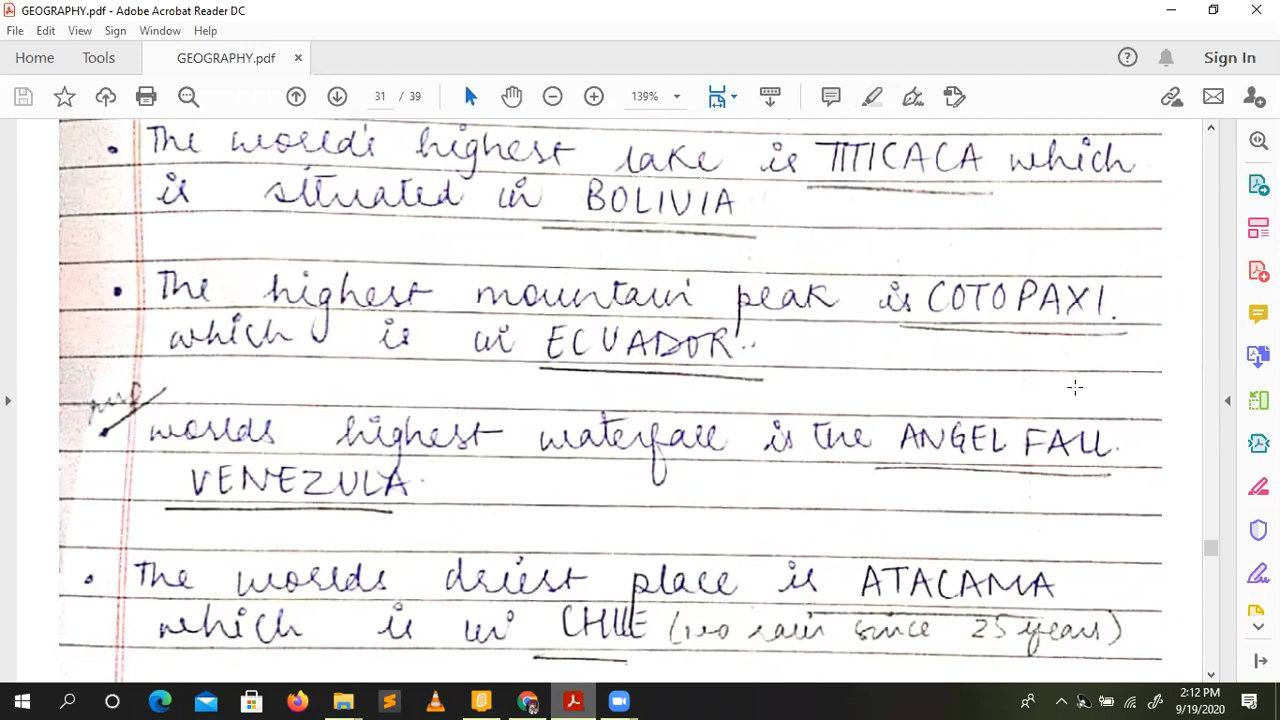 GEOGRAPHY.pdf - Adobe Acrobat Reader DC
File Edit View Sign Window Help
Home Tools GEOGRAPHY.pdf × Sign In
31 / 39 139%
• The world's highest lake is TITICACA which
is situated in BOLIVIA
• The highest mountain peak is COTOPAXI.
which is in ECUADOR..
worlds highest waterfall is the ANGEL FALL.
VENEZULA.
• The worlds driest place is ATACAMA
which is in CHILE (no rain since 25 years)
2:12 PM
9/19/2020